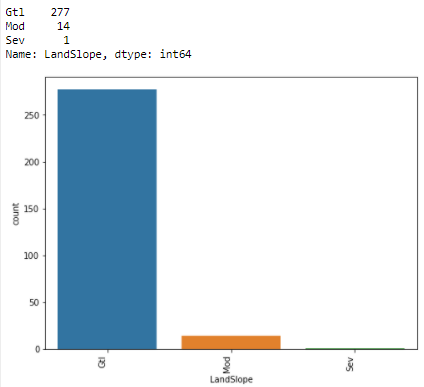 Gtl    277
Mod     14
Sev      1
Name: LandSlope, dtype: int64
250
200
150
100
50
0
count
Gtl
Mod
Sev
LandSlope